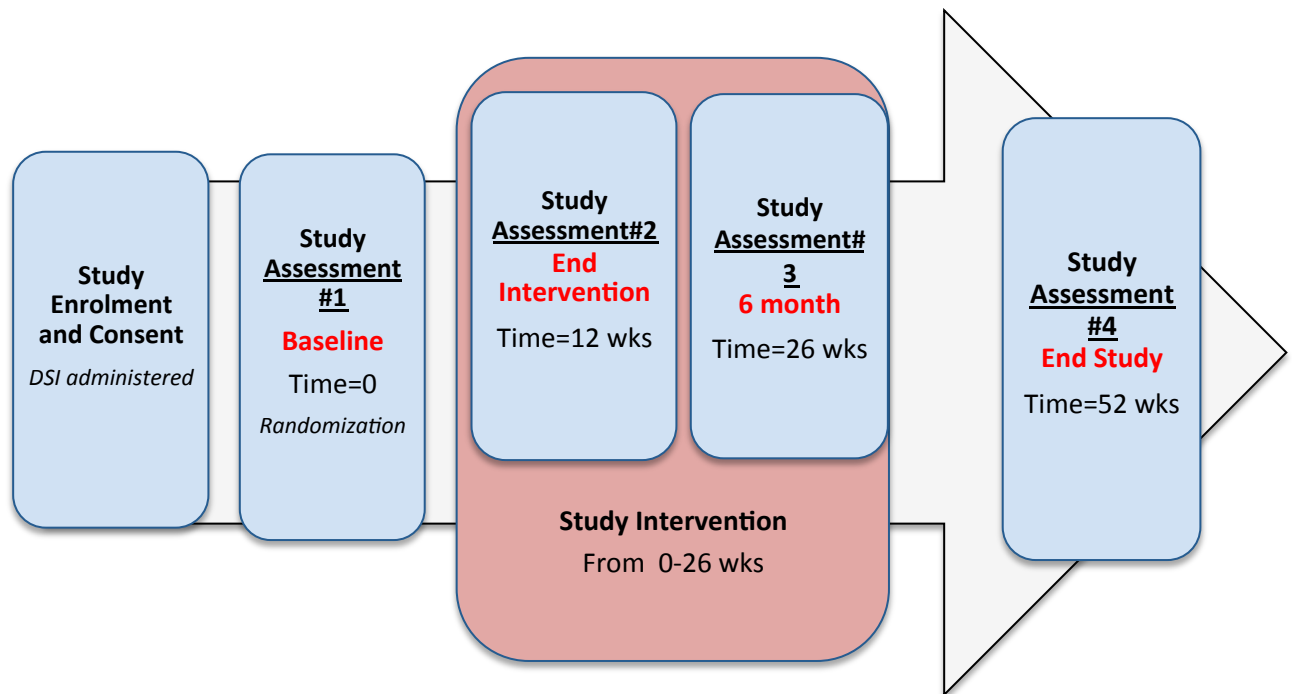 Study
Enrolment
and Consent
DSI administered
Study
Assessment
#1
Baseline
Time=0
Randomization
Study
Assessment#2
End
Intervention
Time=12 wks
Study
Assessment#
3
6 month
Time=26 wks
Study Intervention
From 0-26 wks
Study
Assessment
#4
End Study
Time=52 wks